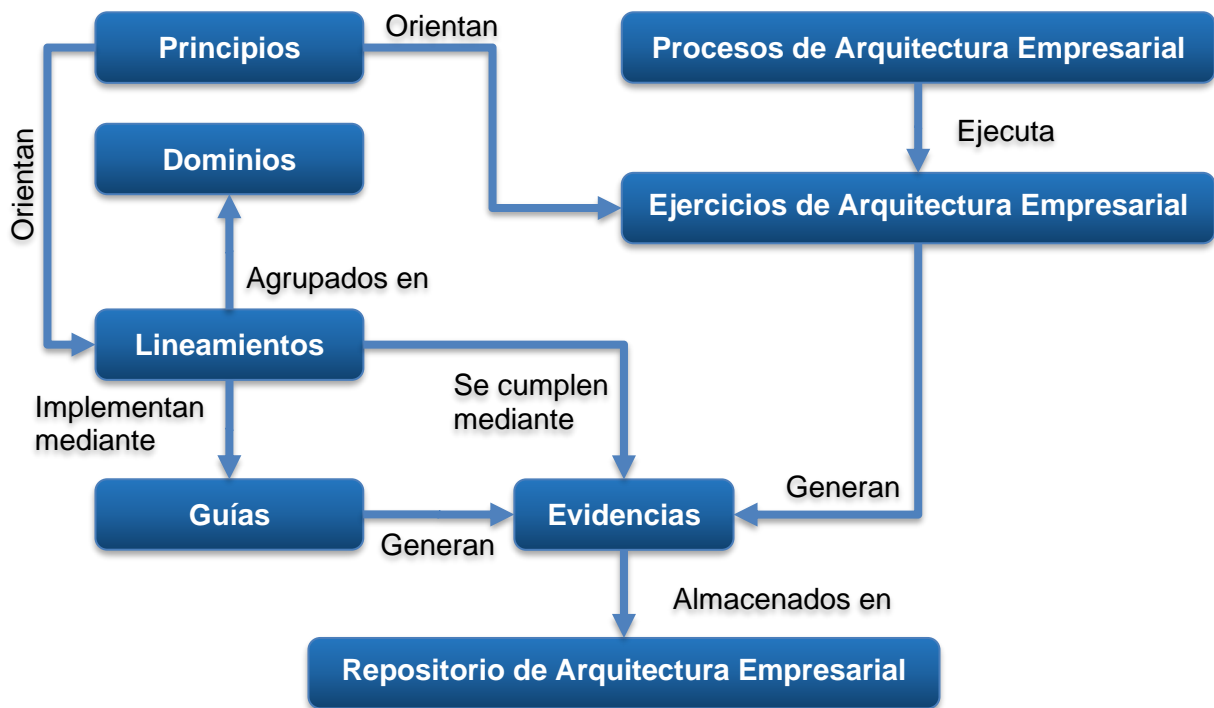 Principios
Orientan
Procesos de Arquitectura Empresarial
Ejecuta
Dominios
Orientan
Ejercicios de Arquitectura Empresarial
Agrupados en
Lineamientos
Implementan
mediante
Se cumplen
mediante
Guías
Generan
Evidencias
Generan
Almacenados en
Repositorio de Arquitectura Empresarial